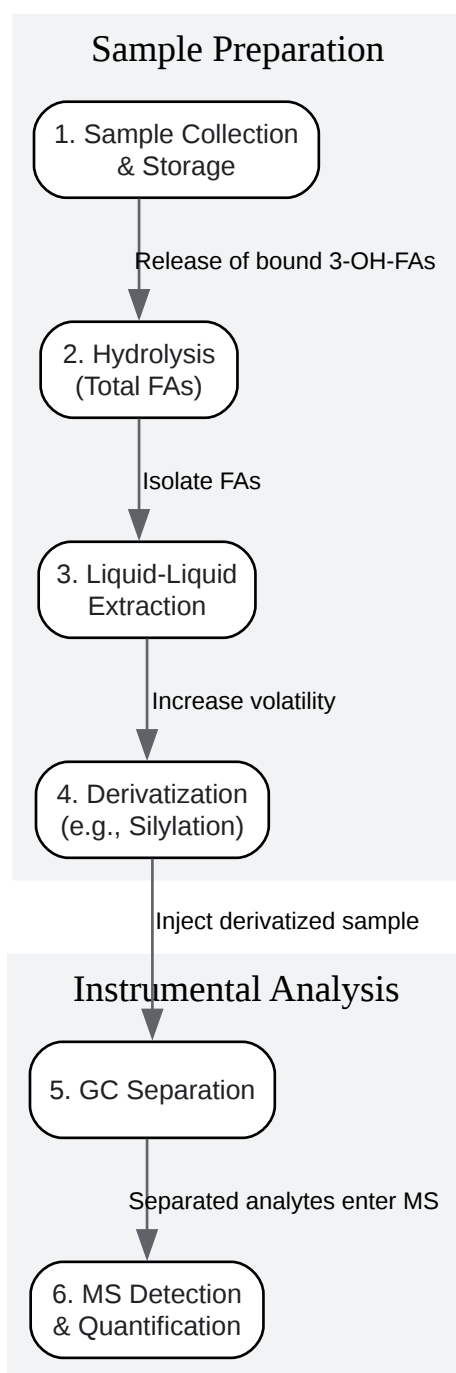 Sample Preparation
1. Sample Collection
& Storage
Release of bound 3-OH-FAs
2. Hydrolysis
(Total FAs)
Isolate FAs
3. Liquid-Liquid
Extraction
Increase volatility
4. Derivatization
(e.g., Silylation)
Inject derivatized sample
Instrumental Analysis
5. GC Separation
Separated analytes enter MS
6. MS Detection
& Quantification